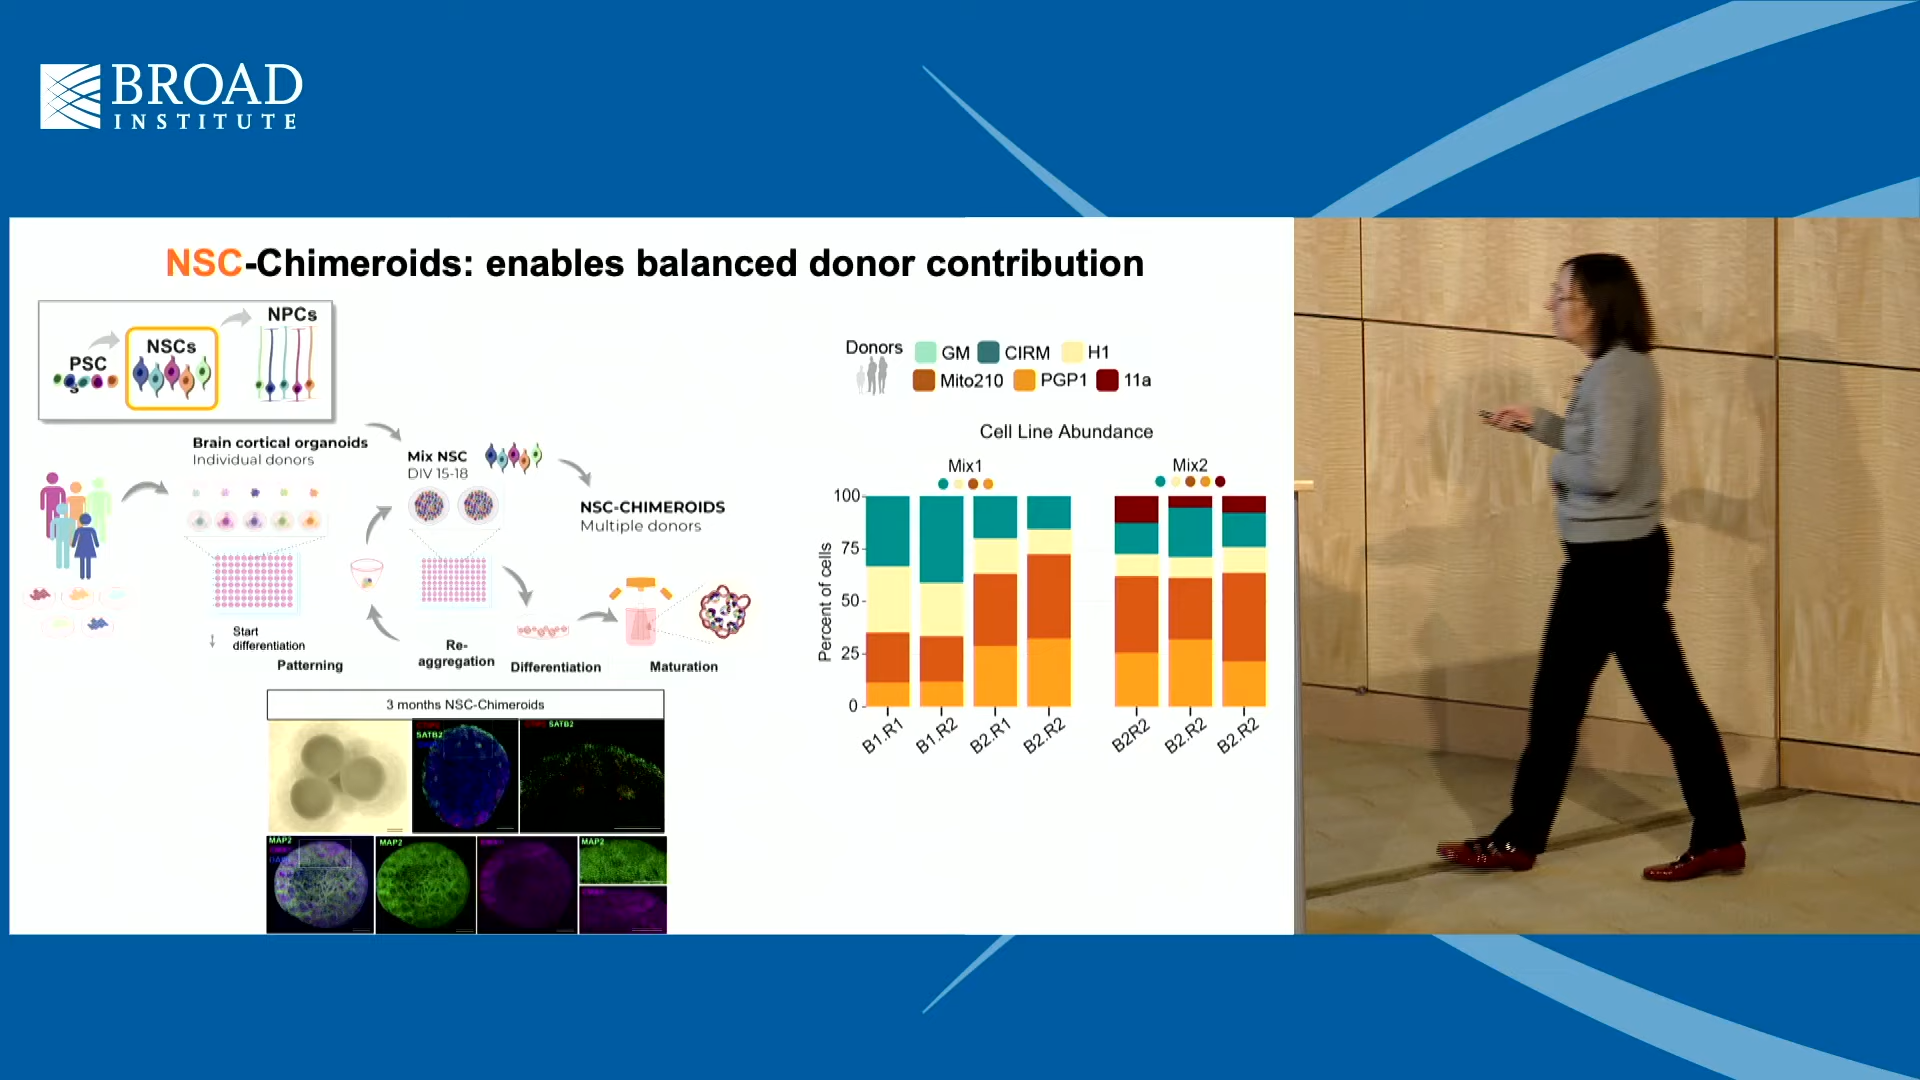 BROAD
INSTITUTE
NSC-Chimeroids: enables balanced donor contribution
NPCs
NSCs
PSC
s
Brain cortical organoids
Individual donors
Mix NSC
DIV 15-18
NSC-CHIMEROIDS
Multiple donors
Start
differentiation
Patterning
Re-
aggregation
Differentiation
Maturation
3 months NSC-Chimeroids
SATB2
SATB2
MAP2
MAP2
MAP2
Donors
GM CIRM H1
Mito210 PGP1 11a
Cell Line Abundance
Mix1 Mix2
Percent of cells
100
75
50
25
0
B1.R1 B1.R2 B2.R1 B2.R2 B2R2 B2.R2 B2.R2